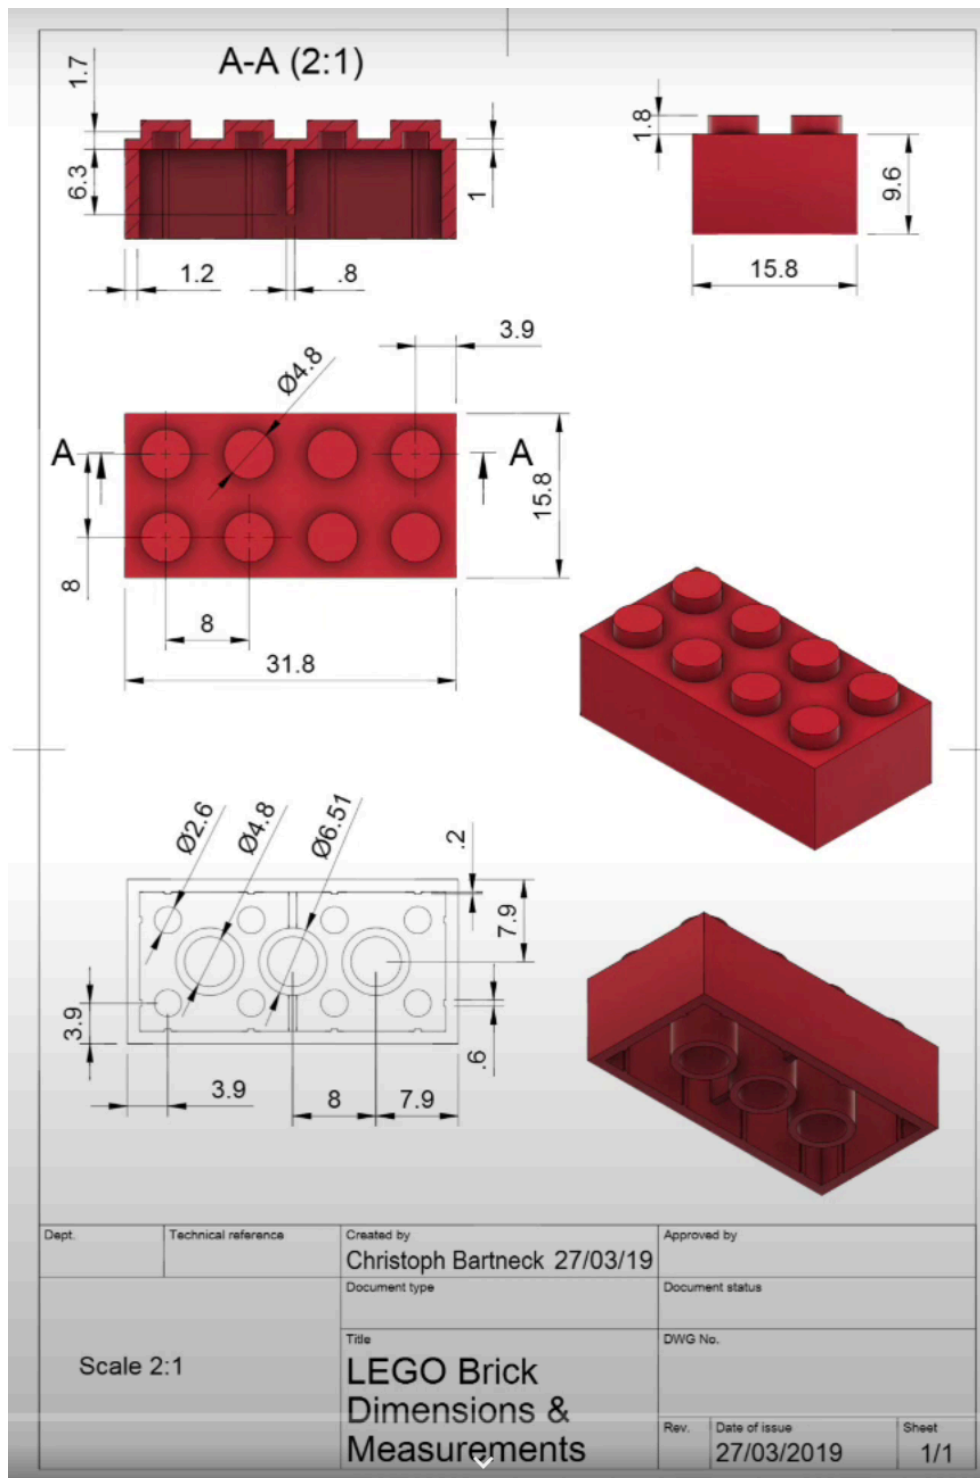 A-A (2:1)
1.7
6.3
1
1.2
.8
1.8
9.6
15.8
3.9
Ø4.8
A
A
15.8
8
8
31.8
Ø2.6
Ø4.8
Ø6.51
.2
7.9
3.9
.6
3.9
8
7.9
Dept.
Technical reference
Created by
Christoph Bartneck 27/03/19
Approved by
Document type
Document status
Scale 2:1
Title
LEGO Brick
Dimensions &
Measurements
DWG No.
Rev.
Date of issue
27/03/2019
Sheet
1/1